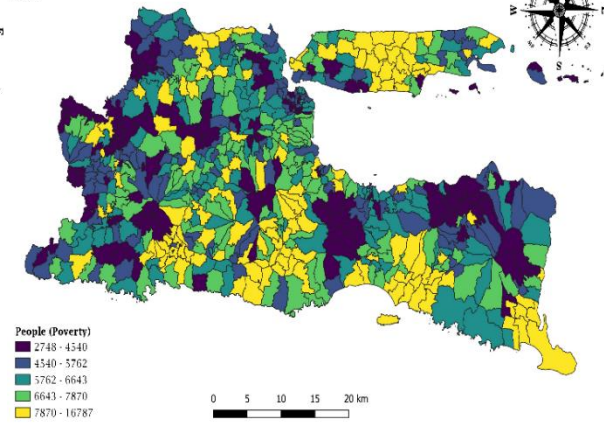 W
S
People (Poverty)
2748 - 4540
4540 - 5762
5762 - 6643
6643 - 7870
7870 - 16787
0 5 10 15 20 km